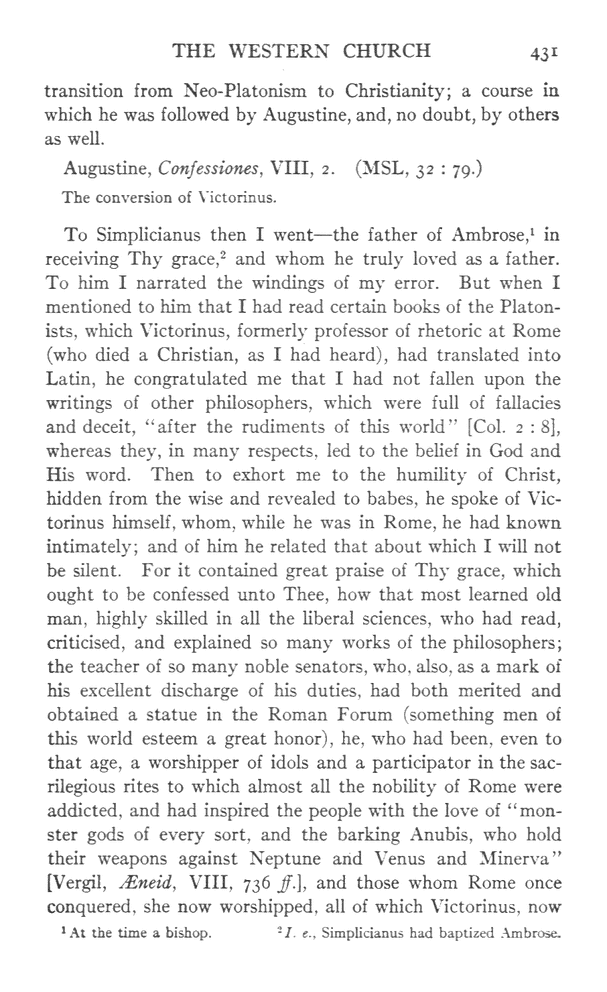 THE WESTERN CHURCH 431
transition from Neo-Platonism to Christianity; a course in
which he was followed by Augustine, and, no doubt, by others
as well.
Augustine, Confessiones, VIII, 2. (MSL, 32 : 79.)
The conversion of Victorinus.
To Simplicianus then I went—the father of Ambrose,¹ in
receiving Thy grace,² and whom he truly loved as a father.
To him I narrated the windings of my error. But when I
mentioned to him that I had read certain books of the Platon-
ists, which Victorinus, formerly professor of rhetoric at Rome
(who died a Christian, as I had heard), had translated into
Latin, he congratulated me that I had not fallen upon the
writings of other philosophers, which were full of fallacies
and deceit, "after the rudiments of this world" [Col. 2 : 8],
whereas they, in many respects, led to the belief in God and
His word. Then to exhort me to the humility of Christ,
hidden from the wise and revealed to babes, he spoke of Vic-
torinus himself, whom, while he was in Rome, he had known
intimately; and of him he related that about which I will not
be silent. For it contained great praise of Thy grace, which
ought to be confessed unto Thee, how that most learned old
man, highly skilled in all the liberal sciences, who had read,
criticised, and explained so many works of the philosophers;
the teacher of so many noble senators, who, also, as a mark of
his excellent discharge of his duties, had both merited and
obtained a statue in the Roman Forum (something men of
this world esteem a great honor), he, who had been, even to
that age, a worshipper of idols and a participator in the sac-
rilegious rites to which almost all the nobility of Rome were
addicted, and had inspired the people with the love of "mon-
ster gods of every sort, and the barking Anubis, who hold
their weapons against Neptune and Venus and Minerva"
[Vergil, Æneid, VIII, 736 ff.], and those whom Rome once
conquered, she now worshipped, all of which Victorinus, now
¹ At the time a bishop. ² I. e., Simplicianus had baptized Ambrose.